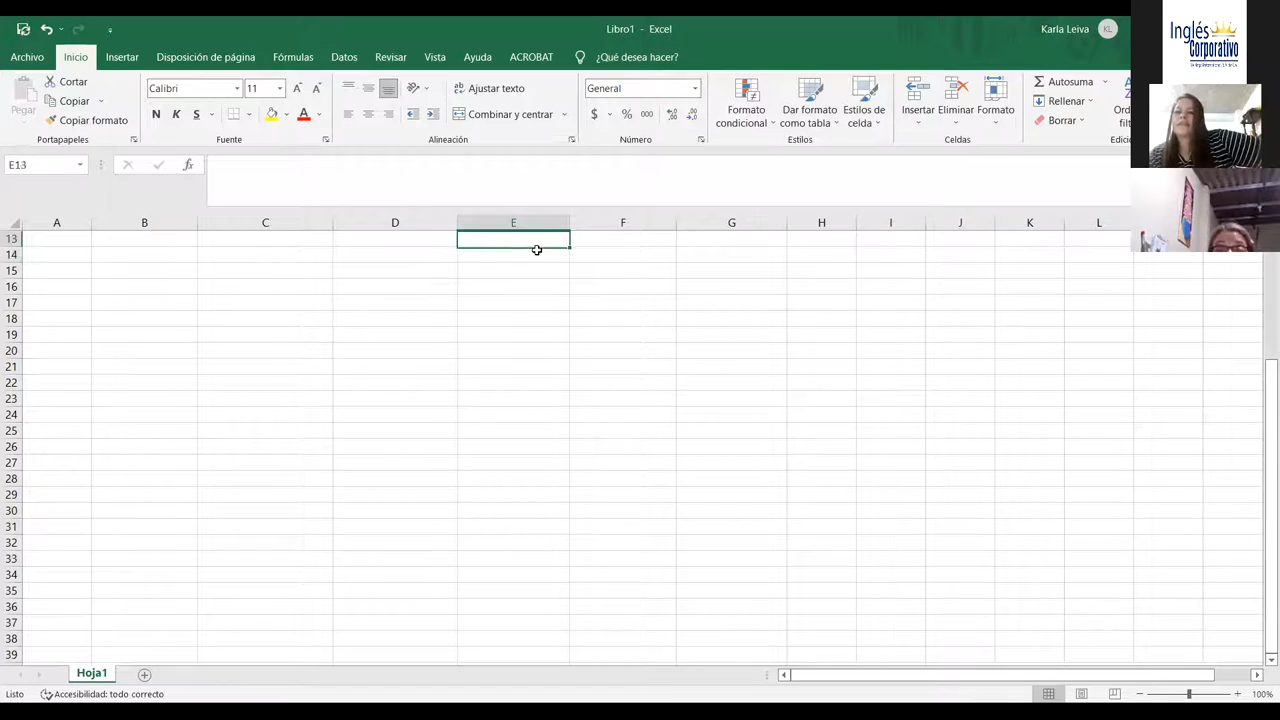 Libro1 - Excel
Karla Leiva
KL
Archivo
Inicio
Insertar
Disposición de página
Fórmulas
Datos
Revisar
Vista
Ayuda
ACROBAT
¿Qué desea hacer?
Pegar
Cortar
Copiar
Copiar formato
Portapapeles
Calibri
11
N K S
Fuente
Ajustar texto
Combinar y centrar
Alineación
General
$ % 000
Número
Formato condicional
Dar formato como tabla
Estilos de celda
Estilos
Insertar
Eliminar
Formato
Celdas
Autosuma
Rellenar
Borrar
Inglés
Corporativo
E13
fx
A B C D E F G H I J K L
13
14
15
16
17
18
19
20
21
22
23
24
25
26
27
28
29
30
31
32
33
34
35
36
37
38
39
Hoja1
Listo
Accesibilidad: todo correcto
100%